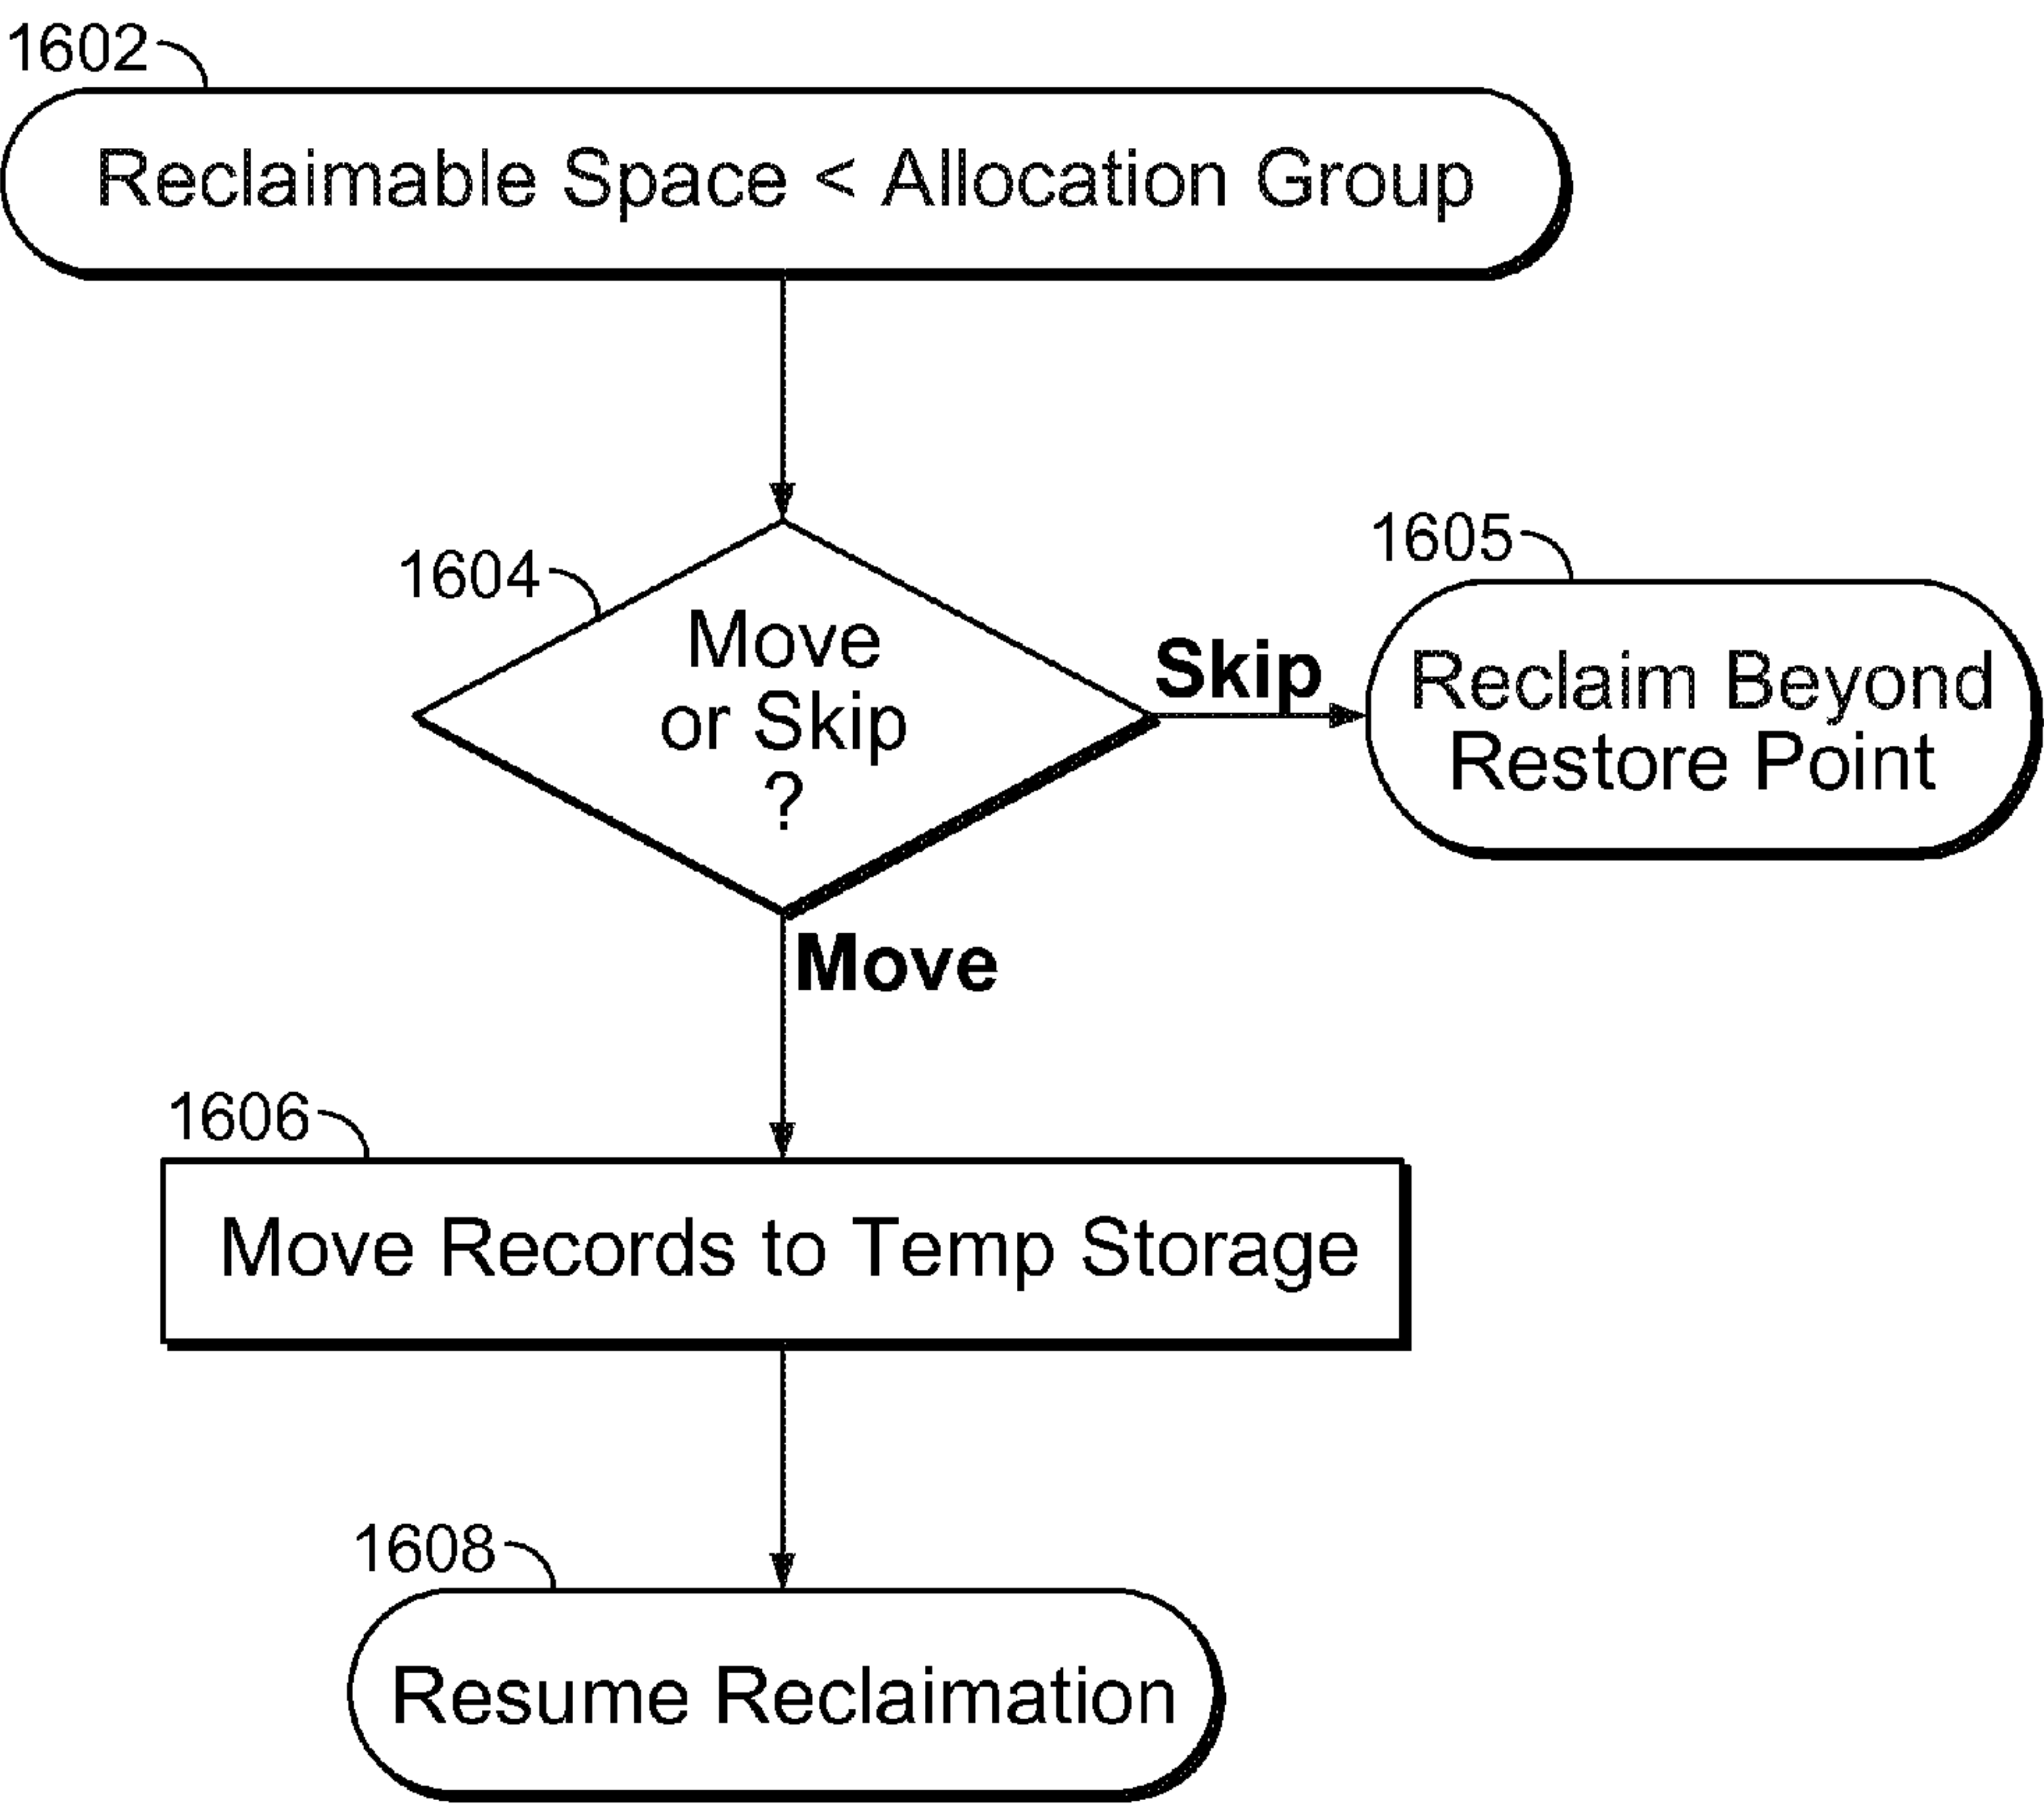 1602
Reclaimable Space < Allocation Group
1604
Move
or Skip
?
Skip
1605
Reclaim Beyond
Restore Point
Move
1606
Move Records to Temp Storage
1608
Resume Reclaimation